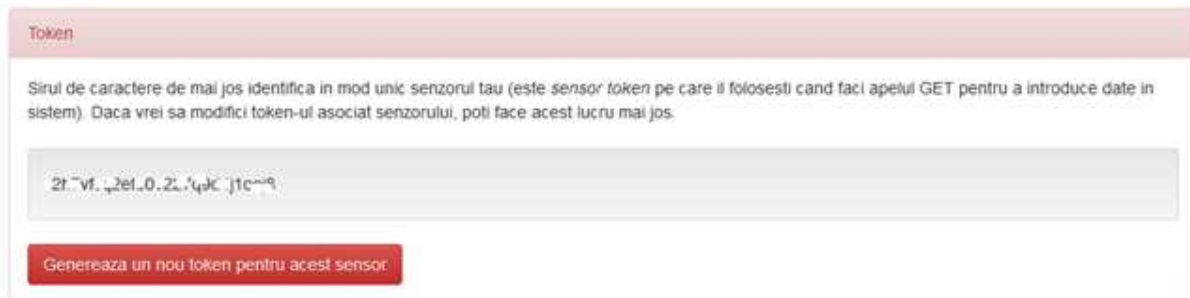 Token
Sirul de caractere de mai jos identifica in mod unic senzorul tau (este sensor token pe care il folosesti cand faci apelul GET pentru a introduce date in
sistem). Daca vrei sa modifici token-ul asociat senzorului, poti face acest lucru mai jos.
Genereaza un nou token pentru acest sensor